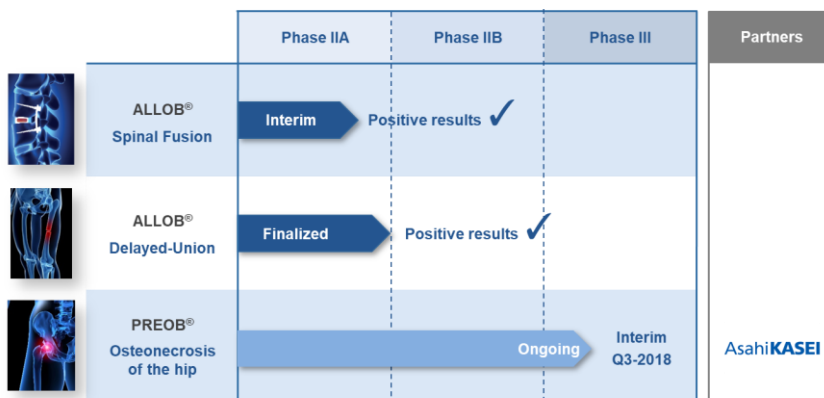 Phase IIA
Phase IIB
Phase III
Partners
ALLOB®
Spinal Fusion
Interim
Positive results
ALLOB®
Delayed-Union
Finalized
Positive results
PREOB®
Osteonecrosis
of the hip
Ongoing
Interim
Q3-2018
AsahiKASEI